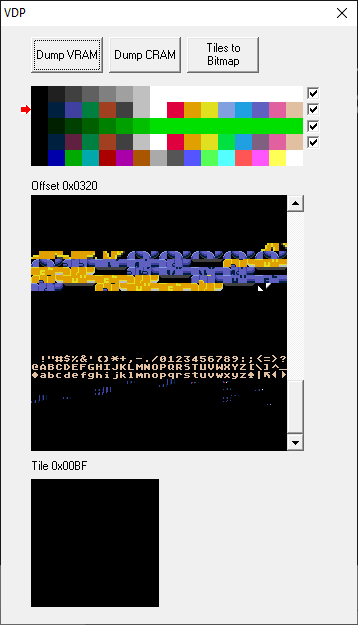 VDP
Dump VRAM
Dump CRAM
Tiles to
Bitmap
Offset 0x0320
!"#$%&'()*+,-./0123456789:;<=>?
@ABCDEFGHIJKLMNOPQRSTUVWXYZ[\]^_
abcdefghijklmnopqrstuvwxyz
Tile 0x00BF